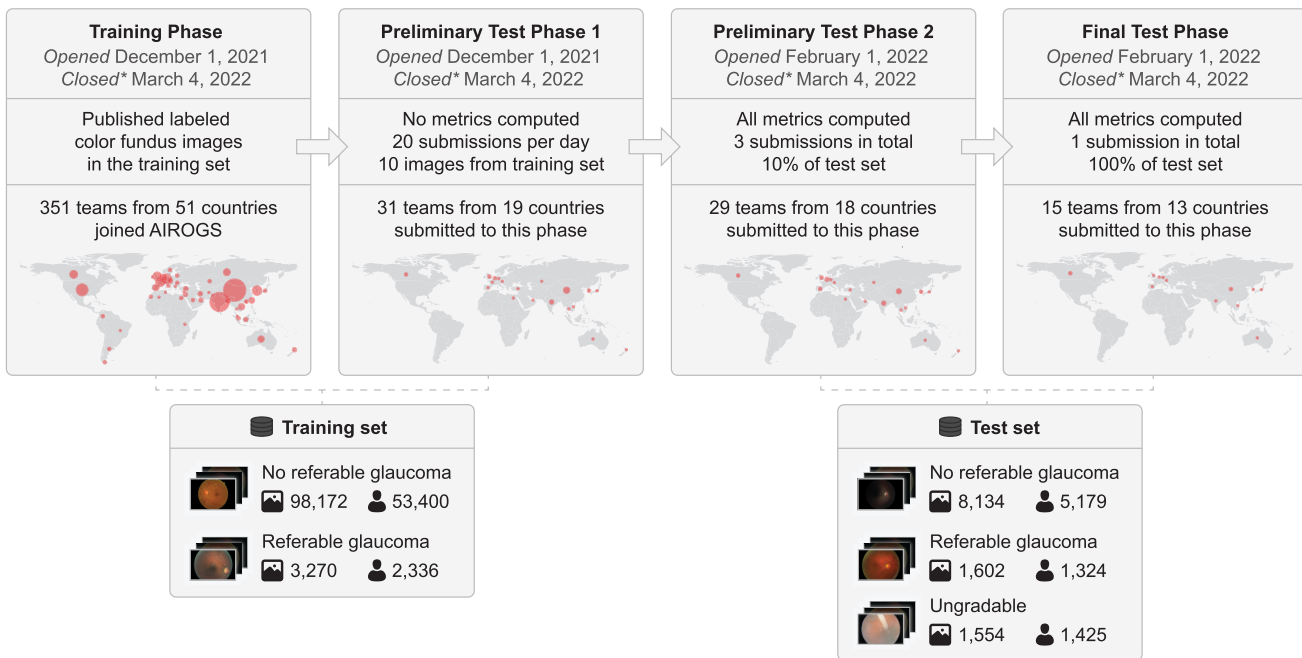 Training Phase
Opened December 1, 2021
Closed* March 4, 2022
Published labeled
color fundus images
in the training set
351 teams from 51 countries
joined AIROGS
Preliminary Test Phase 1
Opened December 1, 2021
Closed* March 4, 2022
No metrics computed
20 submissions per day
10 images from training set
31 teams from 19 countries
submitted to this phase
Preliminary Test Phase 2
Opened February 1, 2022
Closed* March 4, 2022
All metrics computed
3 submissions in total
10% of test set
29 teams from 18 countries
submitted to this phase
Final Test Phase
Opened February 1, 2022
Closed* March 4, 2022
All metrics computed
1 submission in total
100% of test set
15 teams from 13 countries
submitted to this phase
Training set
No referable glaucoma
98,172 53,400
Referable glaucoma
3,270 2,336
Test set
No referable glaucoma
8,134 5,179
Referable glaucoma
1,602 1,324
Ungradable
1,554 1,425